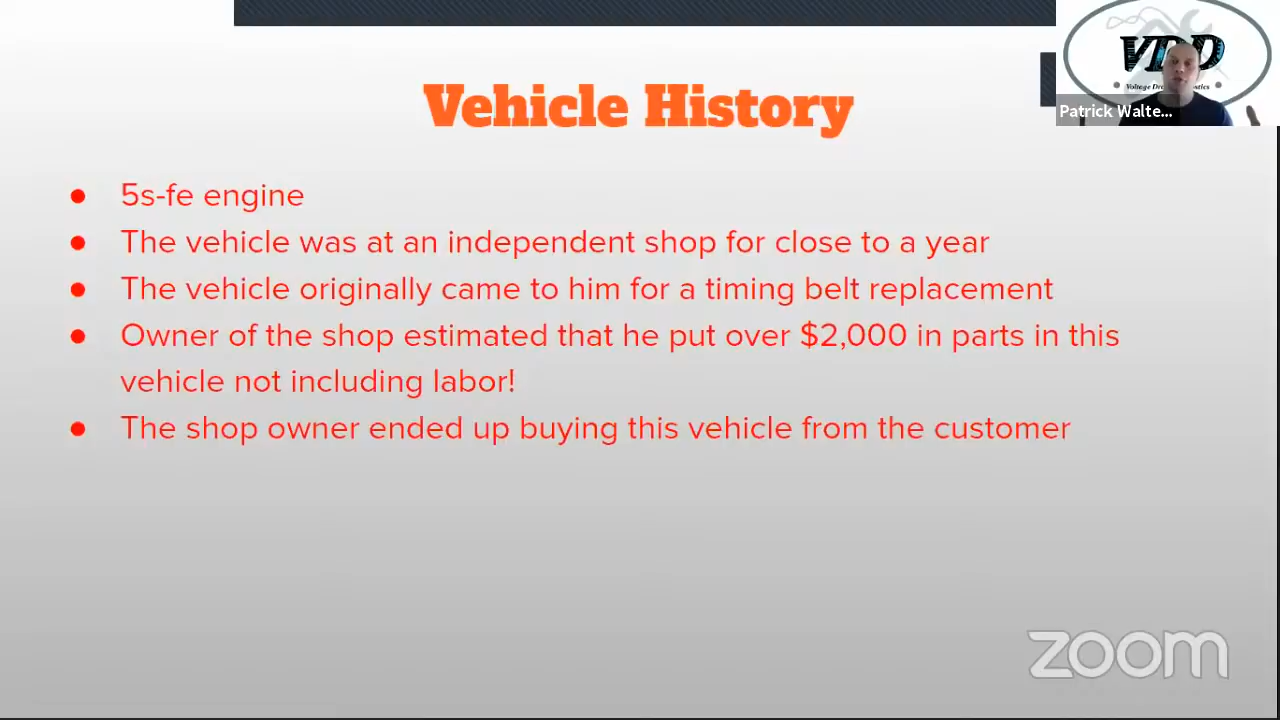 VDD
Voltage Drop Diagnostics
Patrick Walte...
Vehicle History
5s-fe engine
The vehicle was at an independent shop for close to a year
The vehicle originally came to him for a timing belt replacement
Owner of the shop estimated that he put over $2,000 in parts in this
vehicle not including labor!
The shop owner ended up buying this vehicle from the customer
zoom